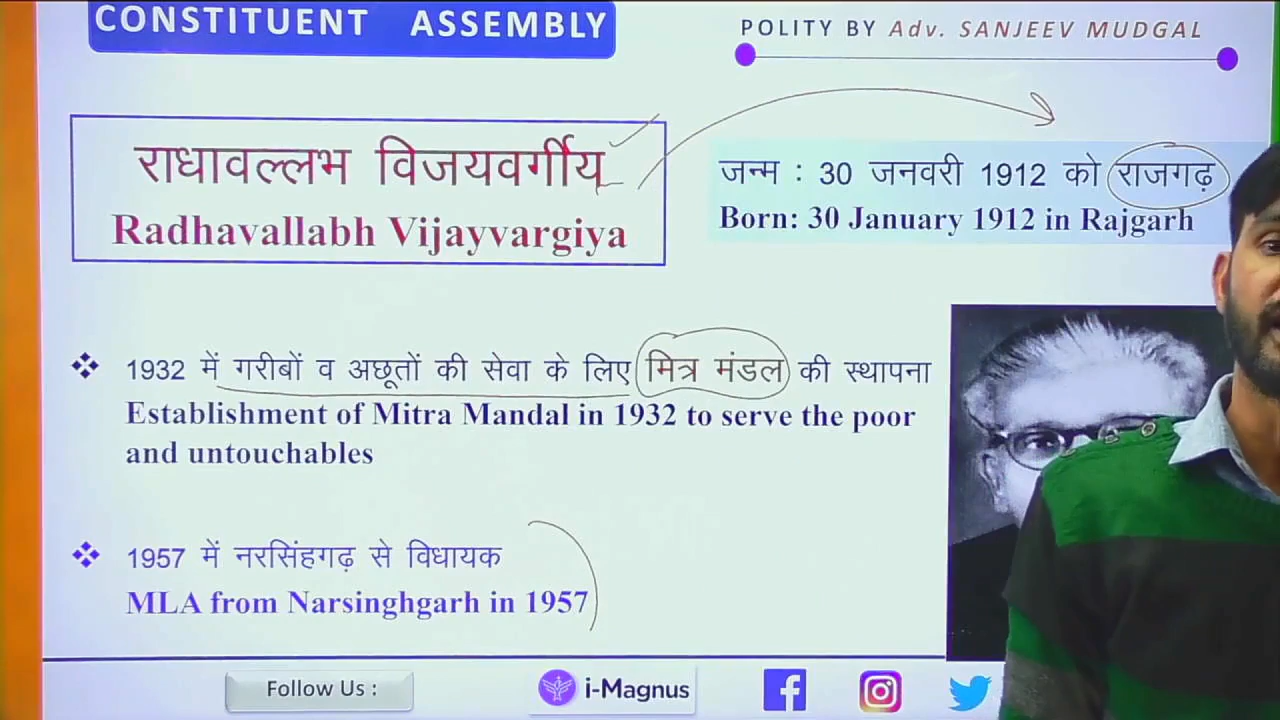 CONSTITUENT ASSEMBLY
POLITY BY Adv. SANJEEV MUDGAL
राधावल्लभ विजयवर्गीय
Radhavallabh Vijayvargiya
जन्म : 30 जनवरी 1912 को राजगढ़
Born: 30 January 1912 in Rajgarh
1932 में गरीबों व अछूतों की सेवा के लिए मित्र मंडल की स्थापना
Establishment of Mitra Mandal in 1932 to serve the poor
and untouchables
1957 में नरसिंहगढ़ से विधायक
MLA from Narsinghgarh in 1957
Follow Us :
i-Magnus